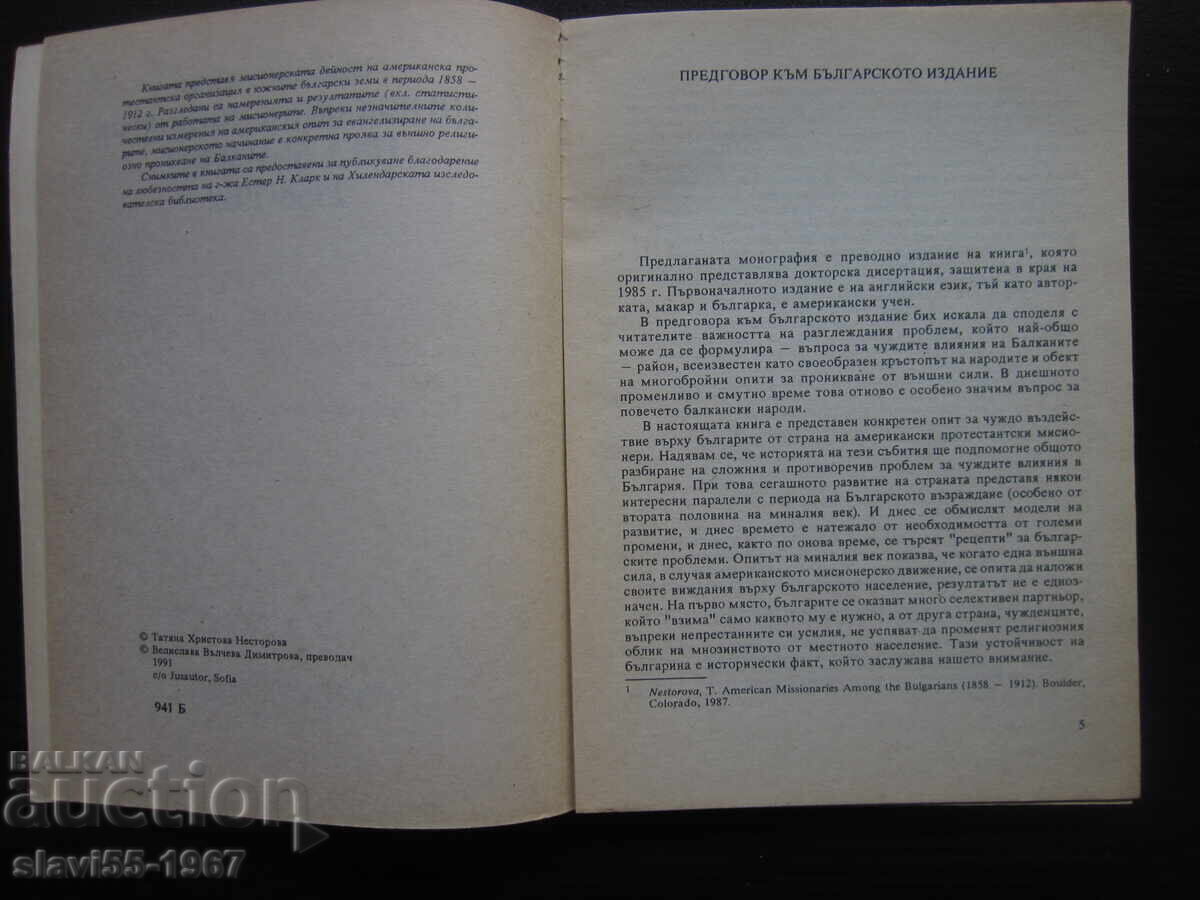 Книгата представя мисионерската дейност на американска про-
тестантска организация в южните български земи в периода 1858 —
1912 г. Разгледани са намеренията и резултатите (вкл. статисти-
чески) от работата на мисионерите. Въпреки незначителните коли-
чествени измерения на американския опит за евангелизиране на бълга-
рите, мисионерското начинание е конкретна проява за външно религи-
озно проникване на Балканите.
Снимките в книгата са предоставени за публикуване благодарение
на любезността на г-жа Естер Н. Кларк и на Хилендарската изследо-
вателска библиотека.
© Татяна Христова Несторова
© Велислава Вълчева Димитрова, преводач
1991
c/o Jusautor, Sofia
941 Б
ПРЕДГОВОР КЪМ БЪЛГАРСКОТО ИЗДАНИЕ
Предлаганата монография е преводно издание на книга¹, която
оригинално представлява докторска дисертация, защитена в края на
1985 г. Първоначалното издание е на английски език, тъй като автор-
ката, макар и българка, е американски учен.
В предговора към българското издание бих искала да споделя с
читателите важността на разглеждания проблем, който най-общо
може да се формулира — въпроса за чуждите влияния на Балканите
— район, всеизвестен като своеобразен кръстопът на народите и обект
на многобройни опити за проникване от външни сили. В днешното
променливо и смутно време това отново е особено значим въпрос за
повечето балкански народи.
В настоящата книга е представен конкретен опит за чуждо въздей-
ствие върху българите от страна на американски протестантски мисио-
нери. Надявам се, че историята на тези събития ще подпомогне общото
разбиране на сложния и противоречив проблем за чуждите влияния в
България. При това сегашното развитие на страната представя някои
интересни паралели с периода на Българското възраждане (особено от
втората половина на миналия век). И днес се обмислят модели на
развитие, и днес времето е натежало от необходимостта от големи
промени, и днес, както по онова време, се търсят "рецепти" за българ-
ските проблеми. Опитът на миналия век показва, че когато една външна
сила, в случая американското мисионерско движение, се опита да наложи
своите виждания върху българското население, резултатът не е едноз-
начен. На първо място, българите се оказват много селективен партньор,
който "взима" само каквото му е нужно, а от друга страна, чужденците,
въпреки непрестанните си усилия, не успяват да променят религиозния
облик на мнозинството от местното население. Тази устойчивост на
българина е исторически факт, който заслужава нашето внимание.
¹ Nestorova, T. American Missionaries Among the Bulgarians (1858 — 1912). Boulder,
Colorado, 1987.
5
BALKAN
auction
slavi55-1967